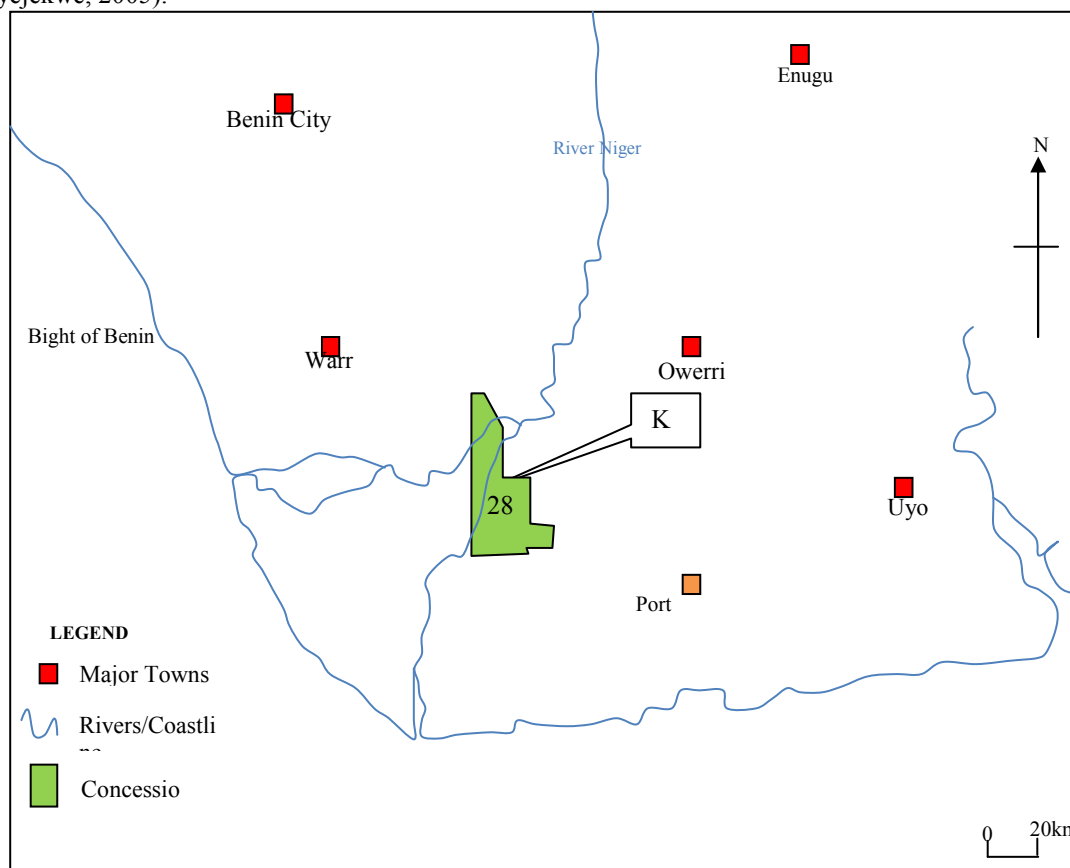 2005).
Enugu
Benin City
River Niger
N
Bight of Benin
Warr
Owerri
K
28
Uyo
Port
LEGEND
Major Towns
Rivers/Coastli
Concessio
0 20km